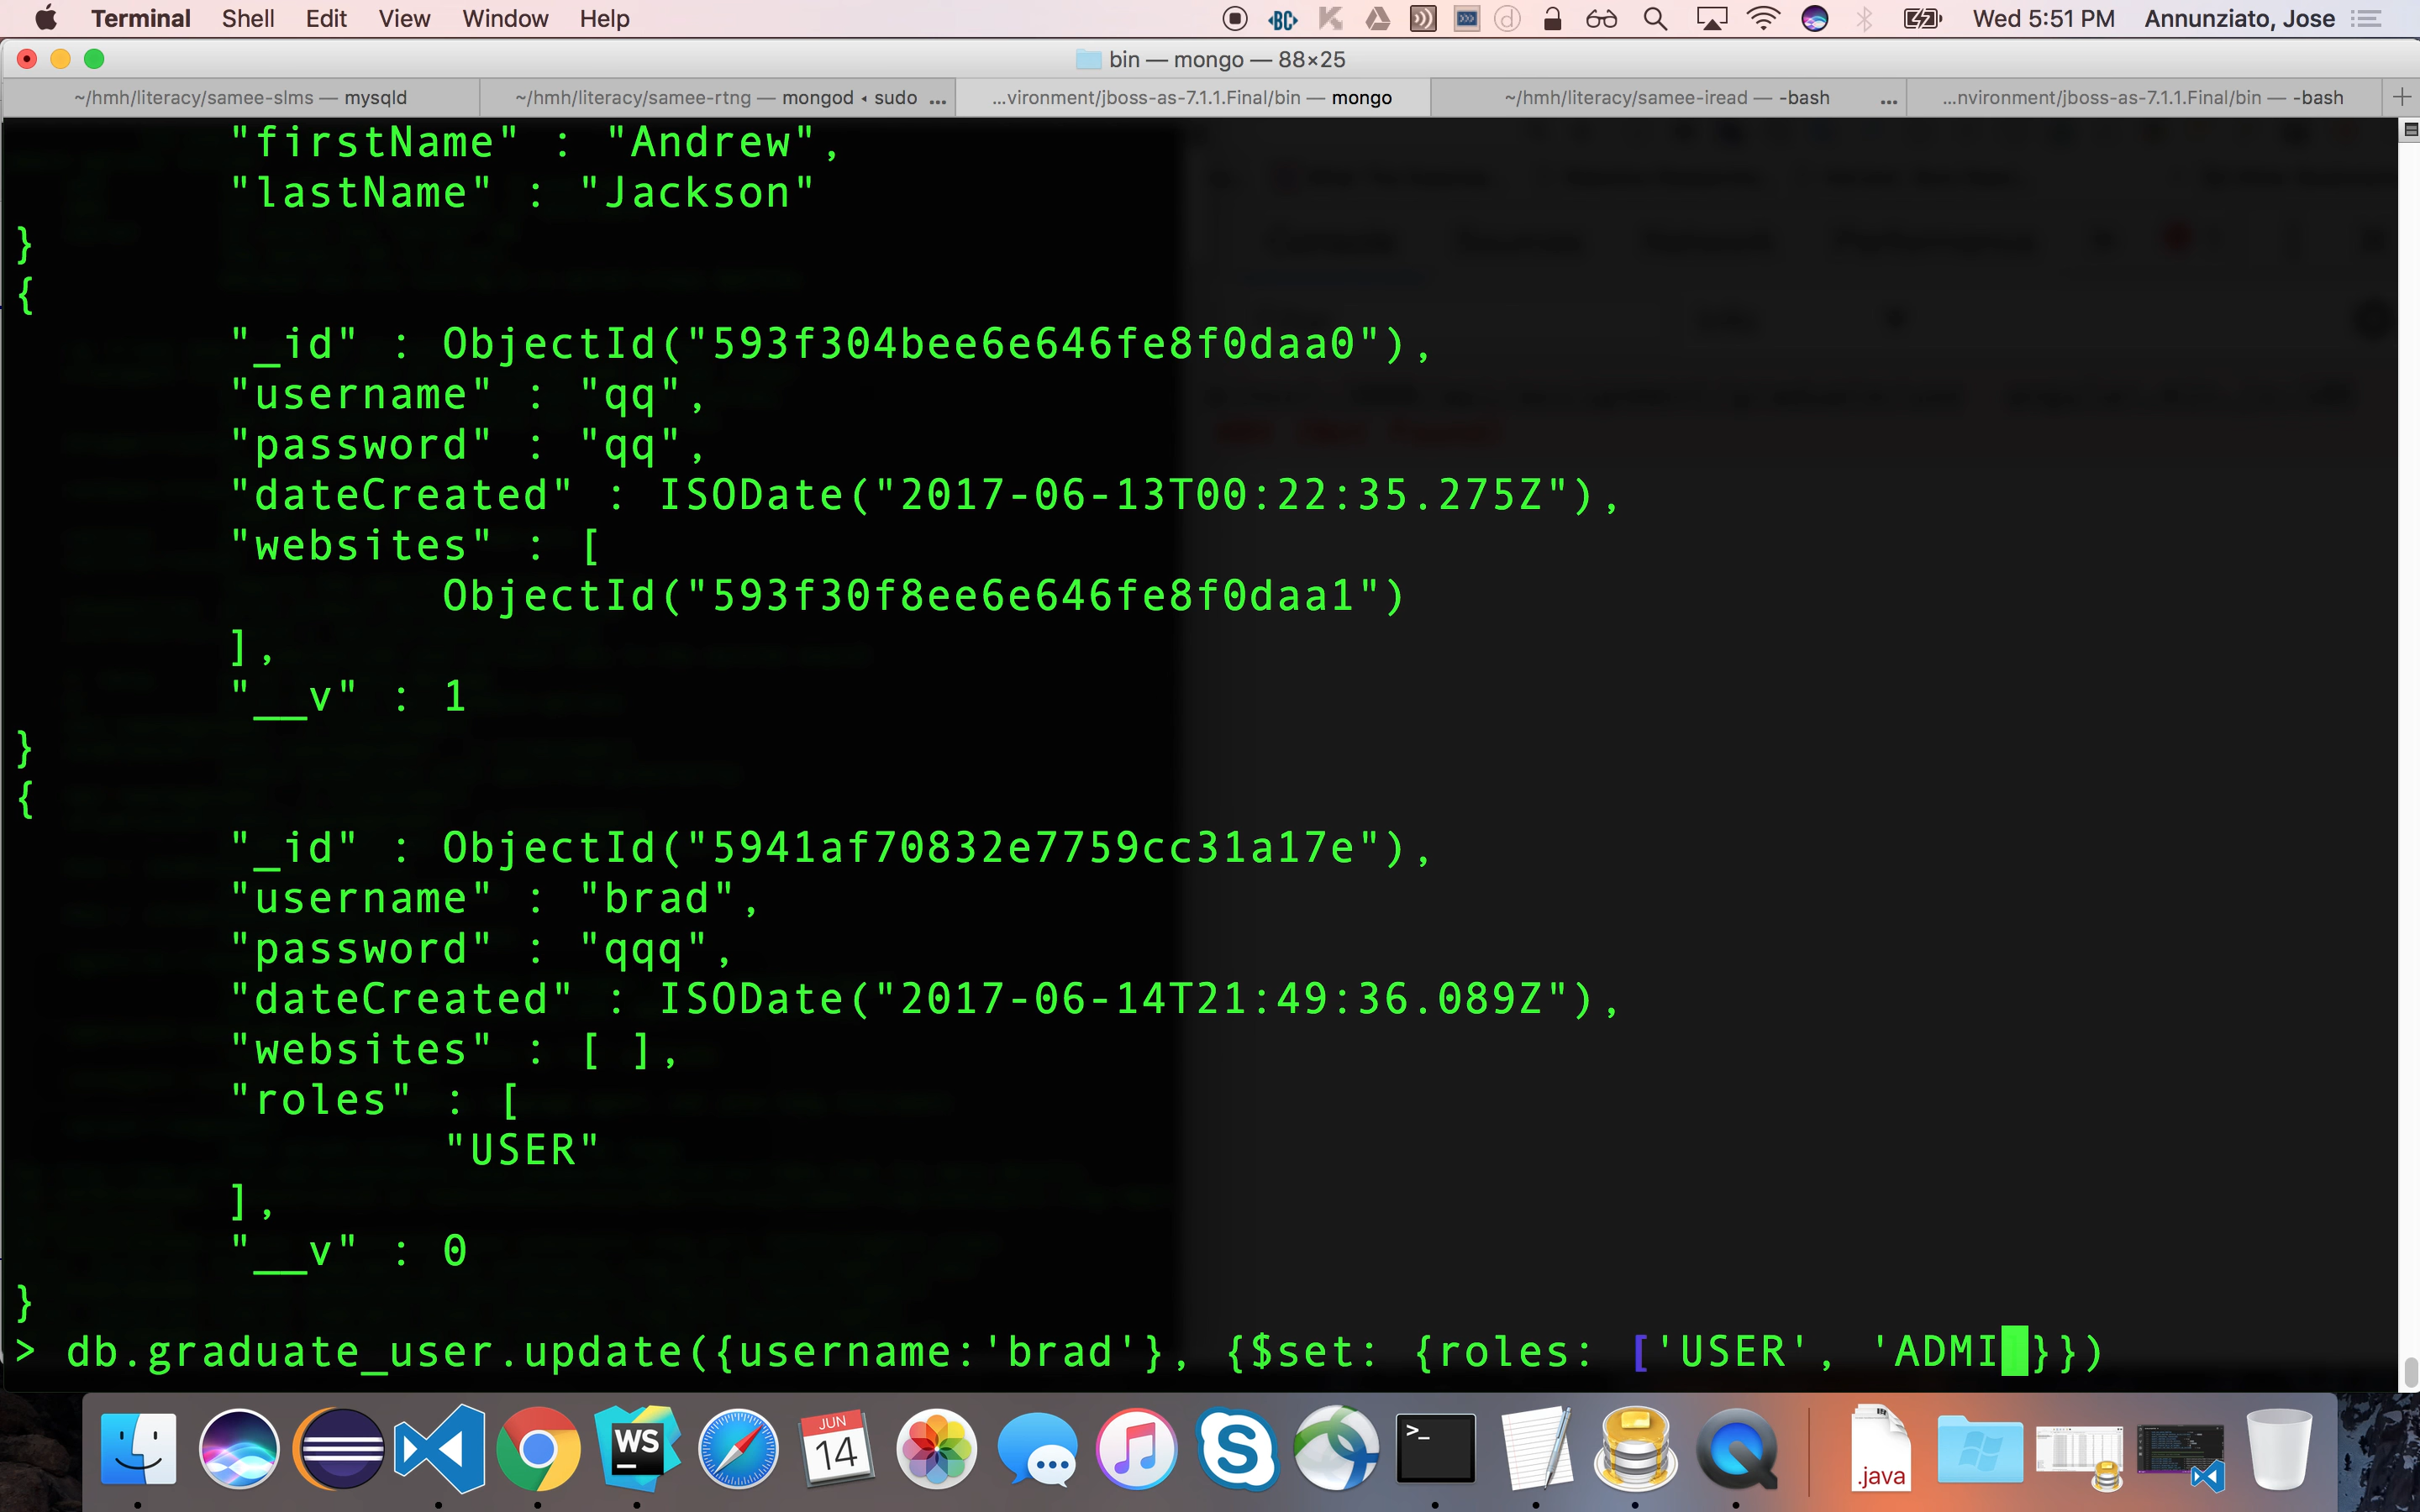 Terminal Shell Edit View Window Help BC Wed 5:51 PM Annunziato, Jose
bin — mongo — 88×25
~/hmh/literacy/samee-slms — mysqld ~/hmh/literacy/samee-rtng — mongod ◂ sudo ... ...vironment/jboss-as-7.1.1.Final/bin — mongo ~/hmh/literacy/samee-iread — -bash ... ...nvironment/jboss-as-7.1.1.Final/bin — -bash
"firstName" : "Andrew",
"lastName" : "Jackson"
}
{
"_id" : ObjectId("593f304bee6e646fe8f0daa0"),
"username" : "qq",
"password" : "qq",
"dateCreated" : ISODate("2017-06-13T00:22:35.275Z"),
"websites" : [
ObjectId("593f30f8ee6e646fe8f0daa1")
],
"__v" : 1
}
{
"_id" : ObjectId("5941af70832e7759cc31a17e"),
"username" : "brad",
"password" : "qqq",
"dateCreated" : ISODate("2017-06-14T21:49:36.089Z"),
"websites" : [ ],
"roles" : [
"USER"
],
"__v" : 0
}
> db.graduate_user.update({username:'brad'}, {$set: {roles: ['USER', 'ADMI }})
WS
JUN
14
>_
.java